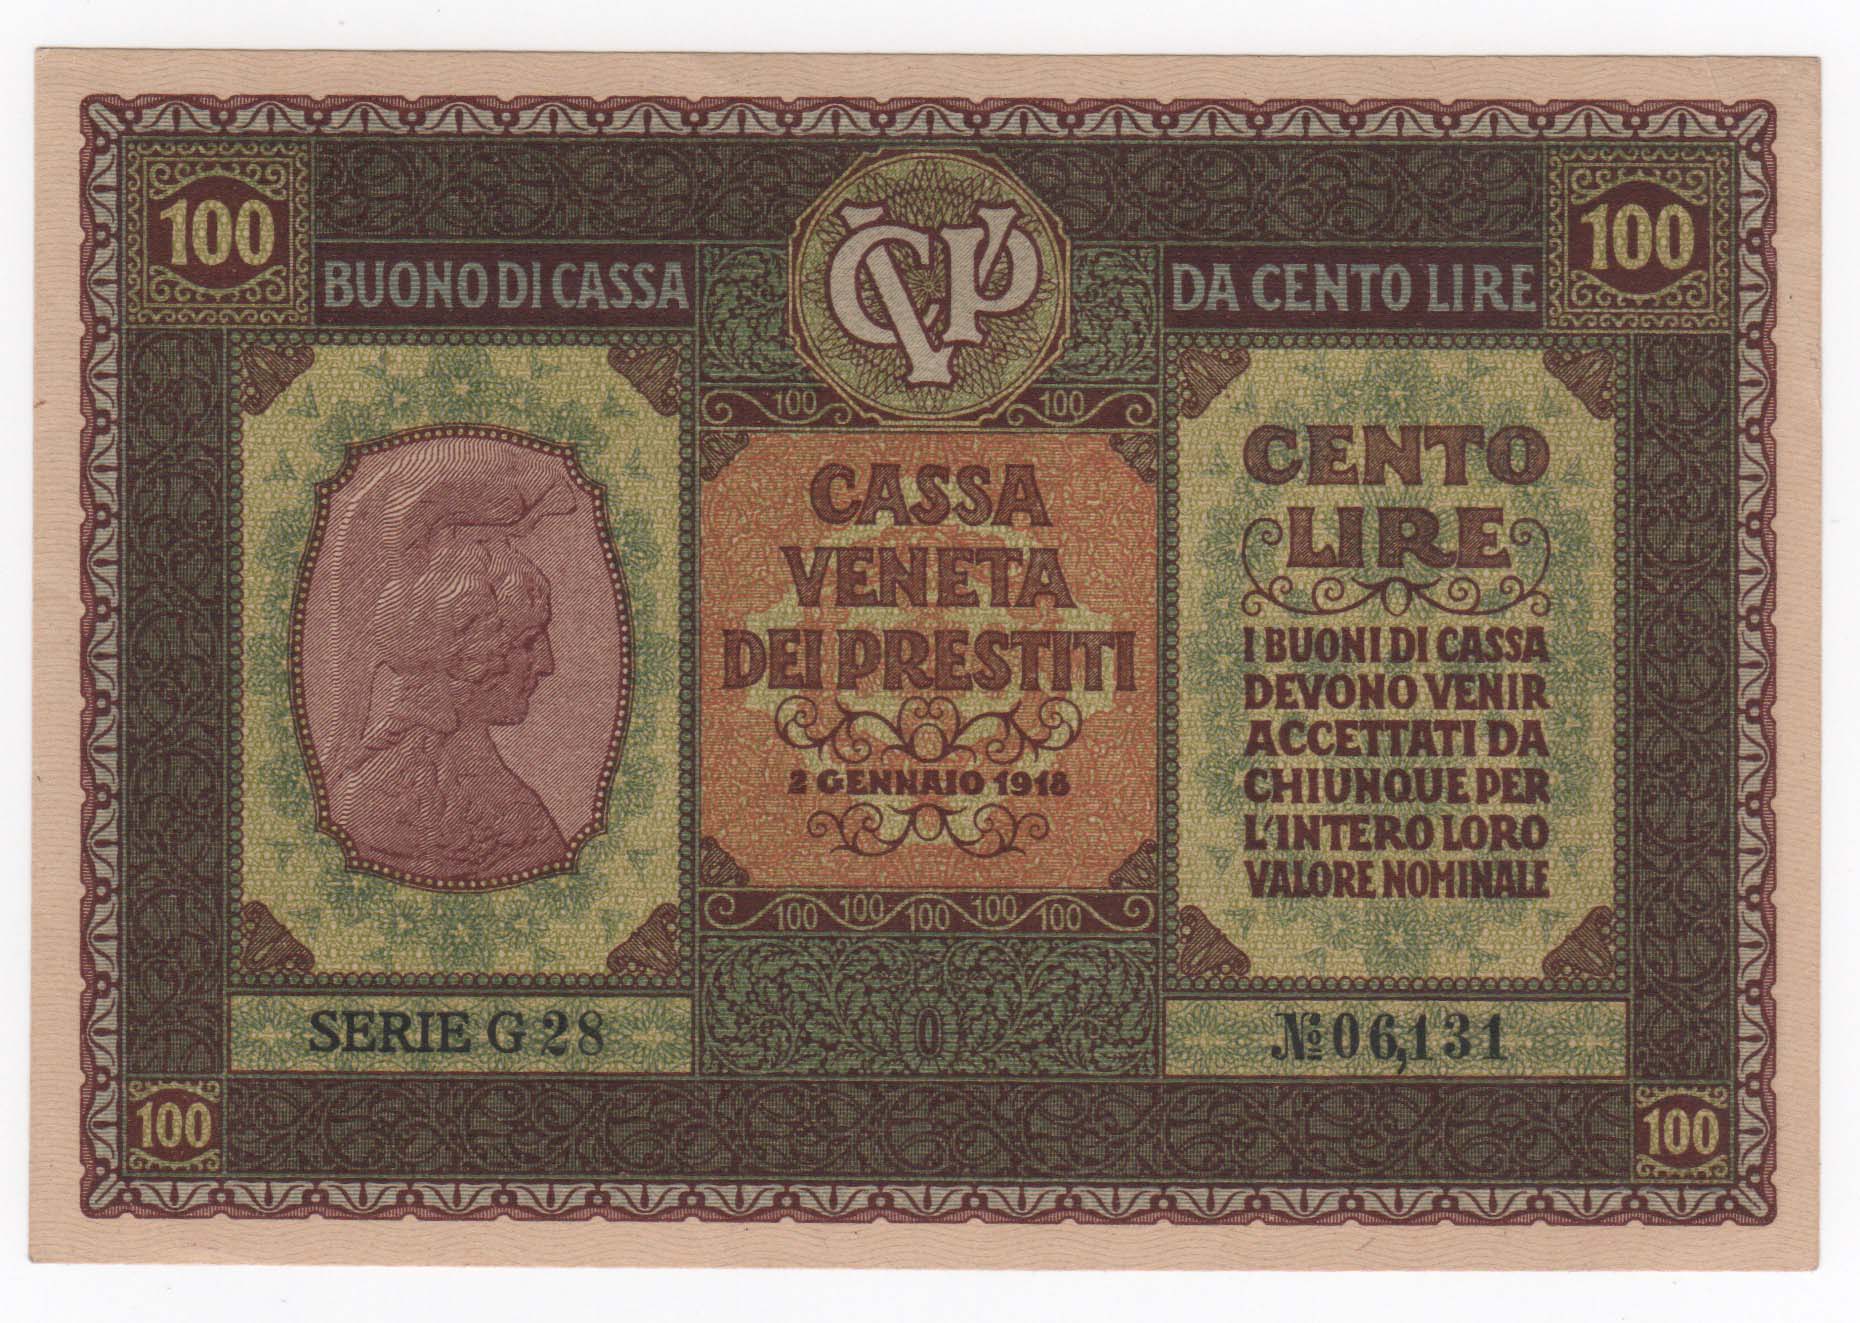 100
100
BUONO DI CASSA
CVP
DA CENTO LIRE
100
100
CASSA
VENETA
DEI PRESTITI
2 GENNAIO 1918
CENTO
LIRE
I BUONI DI CASSA
DEVONO VENIR
ACCETTATI DA
CHIUNQUE PER
L'INTERO LORO
VALORE NOMINALE
100 100 100 100 100
SERIE G 28
0
№ 06,131
100
100